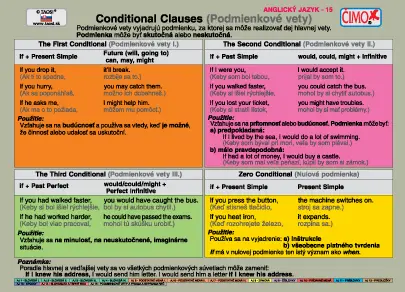 © TAOSI™
www.taosi.sk
Conditional Clauses (Podmienkové vety)
ANGLICKÝ JAZYK - 15
Podmienkové vety vyjadrujú podmienku, za ktorej sa môže realizovať dej hlavnej vety.
Podmienka môže byť skutočná alebo neskutočná.
The First Conditional (Podmienkové vety I.)
If + Present Simple
Future (will, going to)
can, may, might
If you drop it,
(Ak ti to spadne,
it'll break.
rozbije sa to.)
If you hurry,
(Ak sa poponáhľaš,
you may catch them.
možno ich dobehneš.)
If he asks me,
(Ak ma o to požiada,
I might help him.
môžem mu pomôcť.)
Použitie:
Vzťahuje sa na budúcnosť a používa sa vtedy, keď je možné,
že činnosť alebo udalosť sa uskutoční.
The Second Conditional (Podmienkové vety II.)
If + Past Simple
would, could, might + infinitive
If I were you,
(Keby som bol tebou,
I would accept it.
prijal by som to.)
If you walked faster,
(Keby si išiel rýchlejšie,
you could catch the bus.
mohol by si chytiť autobus.)
If you lost your ticket,
(Keby si stratil lístok,
you might have troubles.
mohol by si mať problémy.)
Použitie:
Vzťahuje sa na prítomnosť alebo budúcnosť. Podmienka môže byť:
a) predpokladaná:
If I lived by the sea, I would do a lot of swimming.
(Keby som býval pri mori, veľa by som plával.)
b) málo pravdepodobná:
If I had a lot of money, I would buy a castle.
(Keby som mal veľa peňazí, kúpil by som si zámok.)
The Third Conditional (Podmienkové vety III.)
If + Past Perfect
would/could/might +
Perfect infinitive
If you had walked faster,
(Keby si bol išiel rýchlejšie,
you would have caught the bus.
bol by si autobus chytil.)
If he had worked harder,
(Keby bol viac pracoval,
he could have passed the exams.
mohol tú skúšku urobiť.)
Použitie:
Vzťahuje sa na minulosť, na neuskutočnené, imaginárne
situácie.
Zero Conditional (Nulová podmienka)
If + Present Simple
Present Simple
If you press the button,
(Keď stisneš tlačidlo,
the machine switches on.
stroj sa zapne.)
If you heat iron,
(Keď rozpálime železo,
It expands.
rozpína sa.)
Použitie:
Používa sa na vyjadrenie: a) inštrukcie
b) všeobecne platného tvrdenia
If má v nulovej podmienke ten istý význam ako when.
Poznámka:
Poradie hlavnej a vedľajšej vety sa vo všetkých podmienkových súvetiach môže zameniť:
If I knew his address, I would send him letter. I would send him a letter if I knew his address.